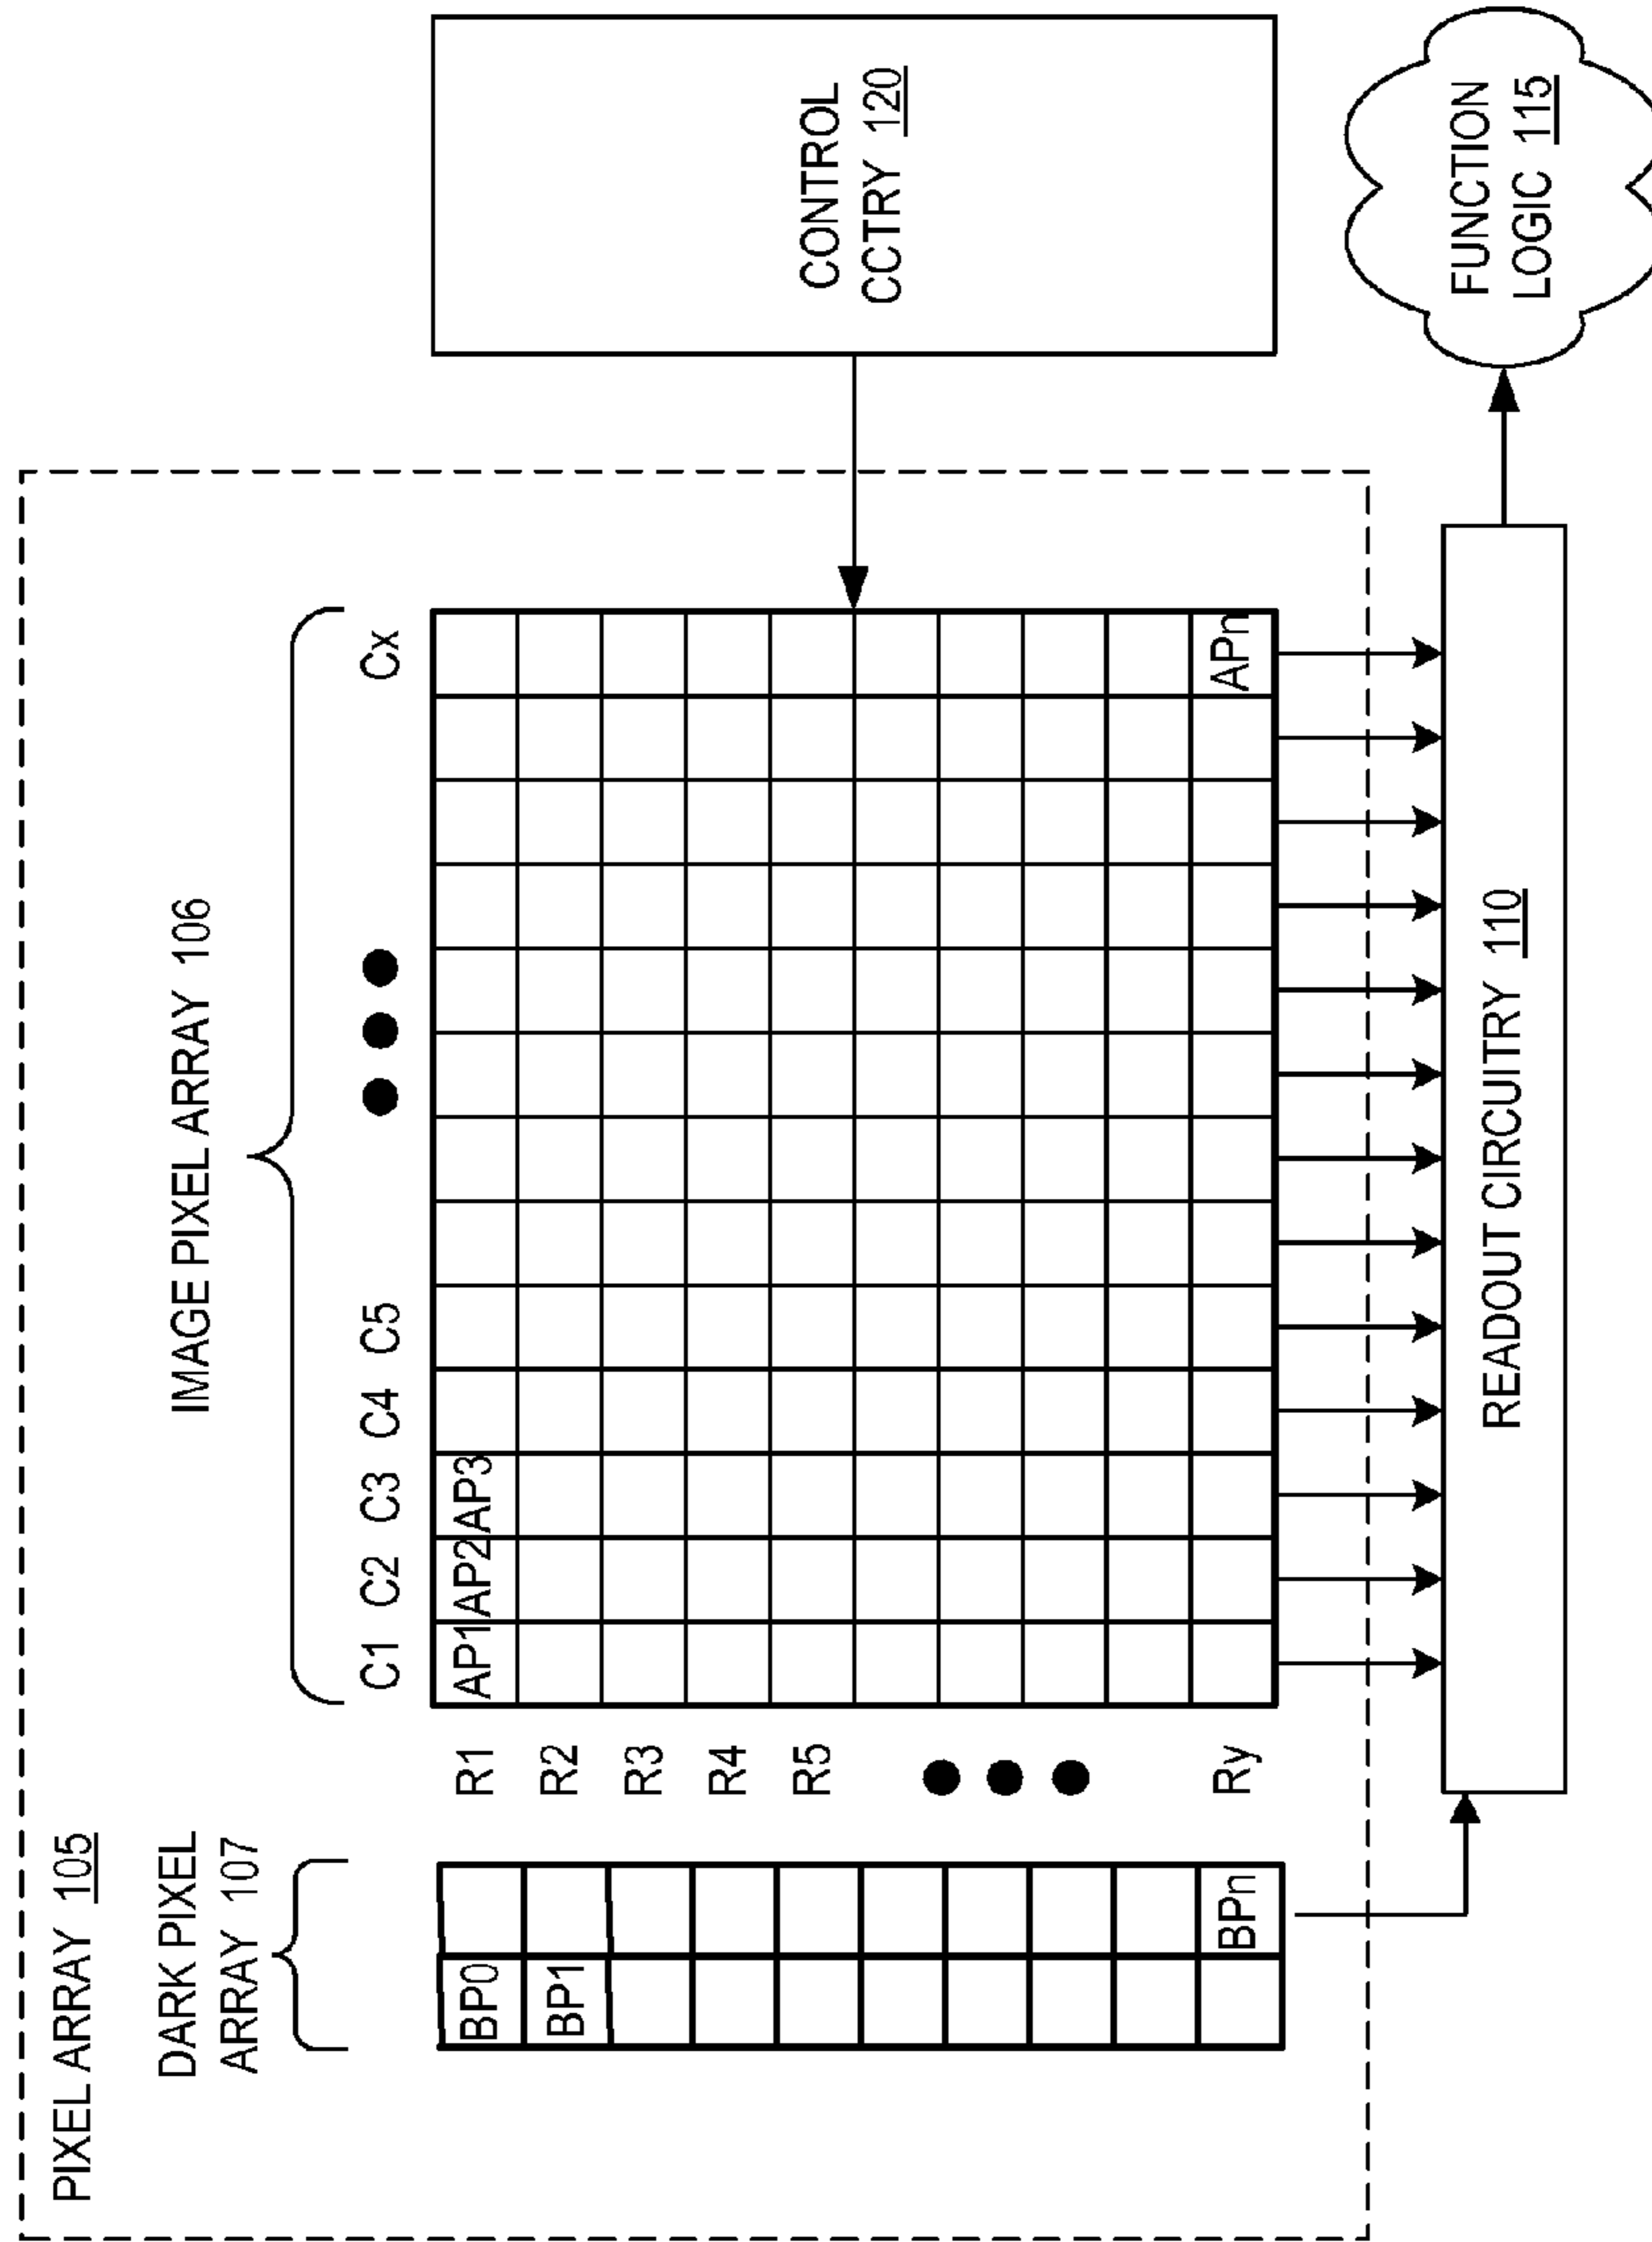 PIXEL ARRAY 105
DARK PIXEL
ARRAY 107
IMAGE PIXEL ARRAY 106
C1 C2 C3 C4 C5 Cx
BP0
BP1
BPn
R1
R2
R3
R4
R5
Ry
AP1 AP2 AP3
APn
CONTROL
CCTRY 120
READOUT CIRCUITRY 110
FUNCTION
LOGIC 115